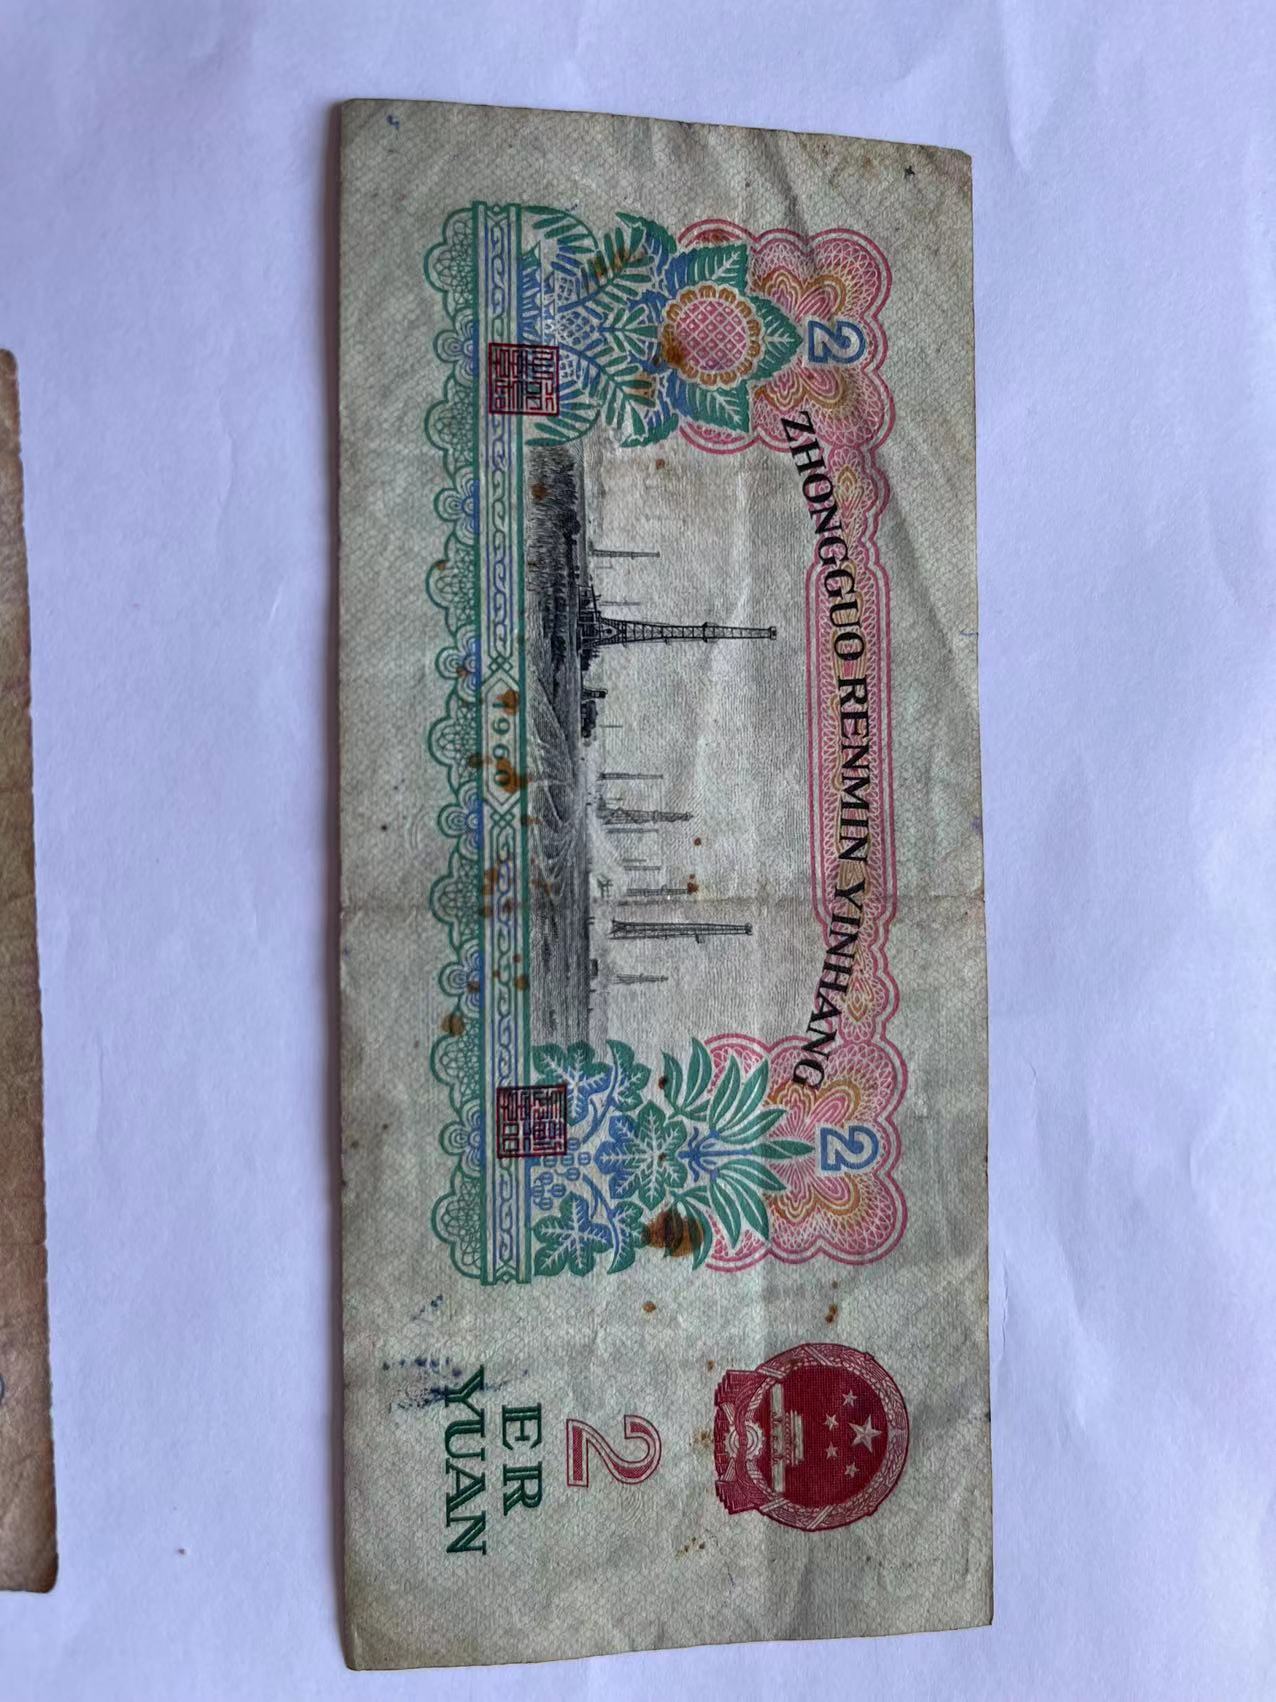 2
ZHONGGUO RENMIN YINHANG
2
1960
2
ER
YUAN